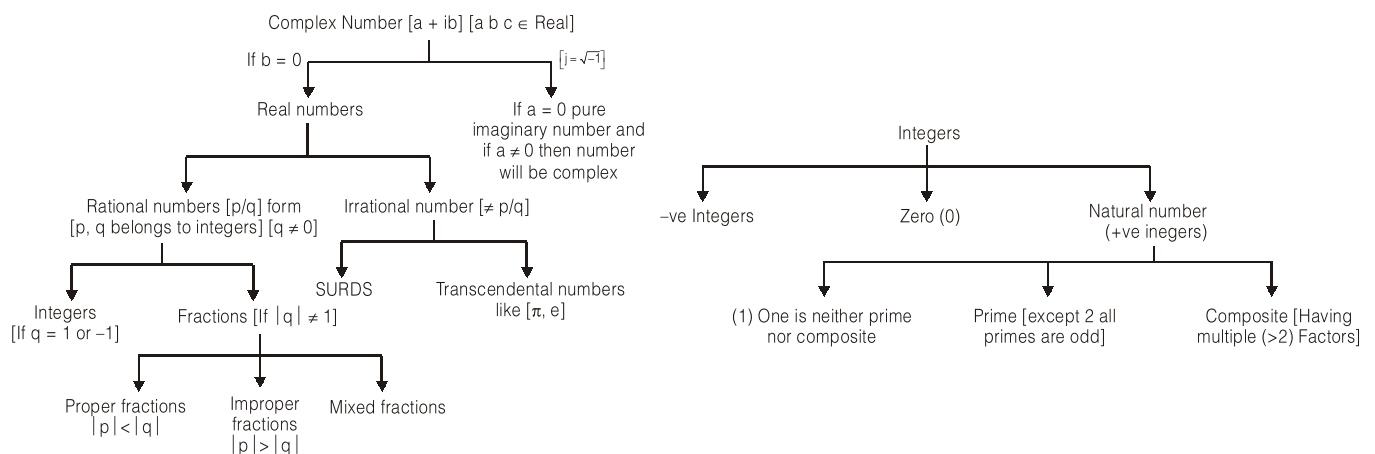 Complex Number [a + ib] [a b c ∈ Real]
If b = 0
[j = √−1]
Real numbers
If a = 0 pure
imaginary number and
if a ≠ 0 then number
will be complex
Rational numbers [p/q] form
[p, q belongs to integers] [q ≠ 0]
Irrational number [≠ p/q]
Integers
[If q = 1 or −1]
Fractions [If |q| ≠ 1]
SURDS
Transcendental numbers
like [π, e]
Proper fractions
|p|<|q|
Improper
fractions
|p|>|q|
Mixed fractions
Integers
−ve Integers
Zero (0)
Natural number
(+ve inegers)
(1) One is neither prime
nor composite
Prime [except 2 all
primes are odd]
Composite [Having
multiple (>2) Factors]